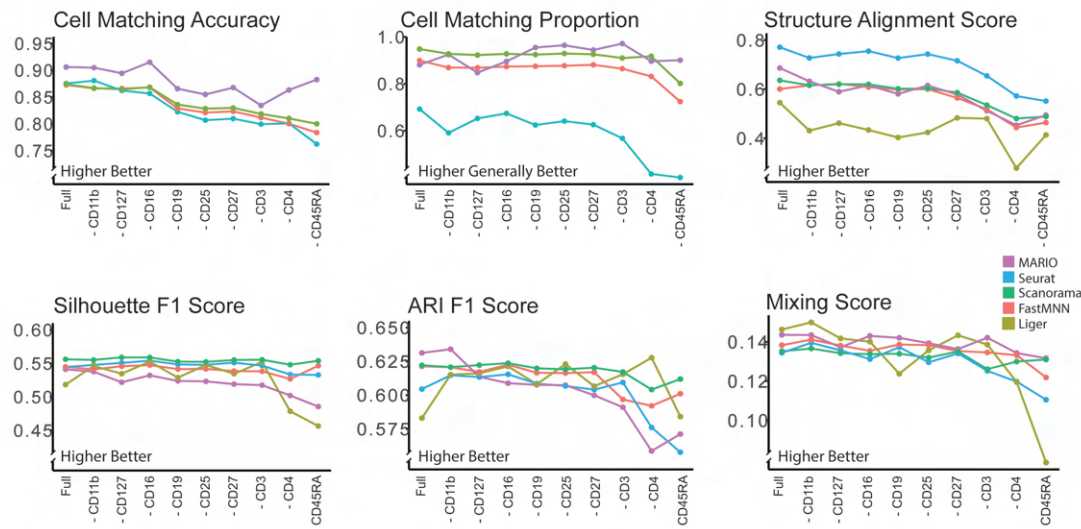 Cell Matching Accuracy
0.95
0.90
0.85
0.80
0.75
Higher Better
Full
- CD11b
- CD127
- CD16
- CD19
- CD25
- CD27
- CD3
- CD4
- CD45RA
Cell Matching Proportion
1.0
0.8
0.6
Higher Generally Better
Full
- CD11b
- CD127
- CD16
- CD19
- CD25
- CD27
- CD3
- CD4
- CD45RA
Structure Alignment Score
0.8
0.6
0.4
Higher Better
Full
- CD11b
- CD127
- CD16
- CD19
- CD25
- CD27
- CD3
- CD4
- CD45RA
MARIO
Seurat
Scanorama
FastMNN
Liger
Silhouette F1 Score
0.60
0.55
0.50
0.45
Higher Better
Full
- CD11b
- CD127
- CD16
- CD19
- CD25
- CD27
- CD3
- CD4
CD45RA
ARI F1 Score
0.650
0.625
0.600
0.575
Higher Better
Full
- CD11b
- CD127
- CD16
- CD19
- CD25
- CD27
- CD3
- CD4
CD45RA
Mixing Score
0.14
0.12
0.10
Higher Better
Full
- CD11b
- CD127
- CD16
- CD19
- CD25
- CD27
- CD3
- CD4
- CD45RA